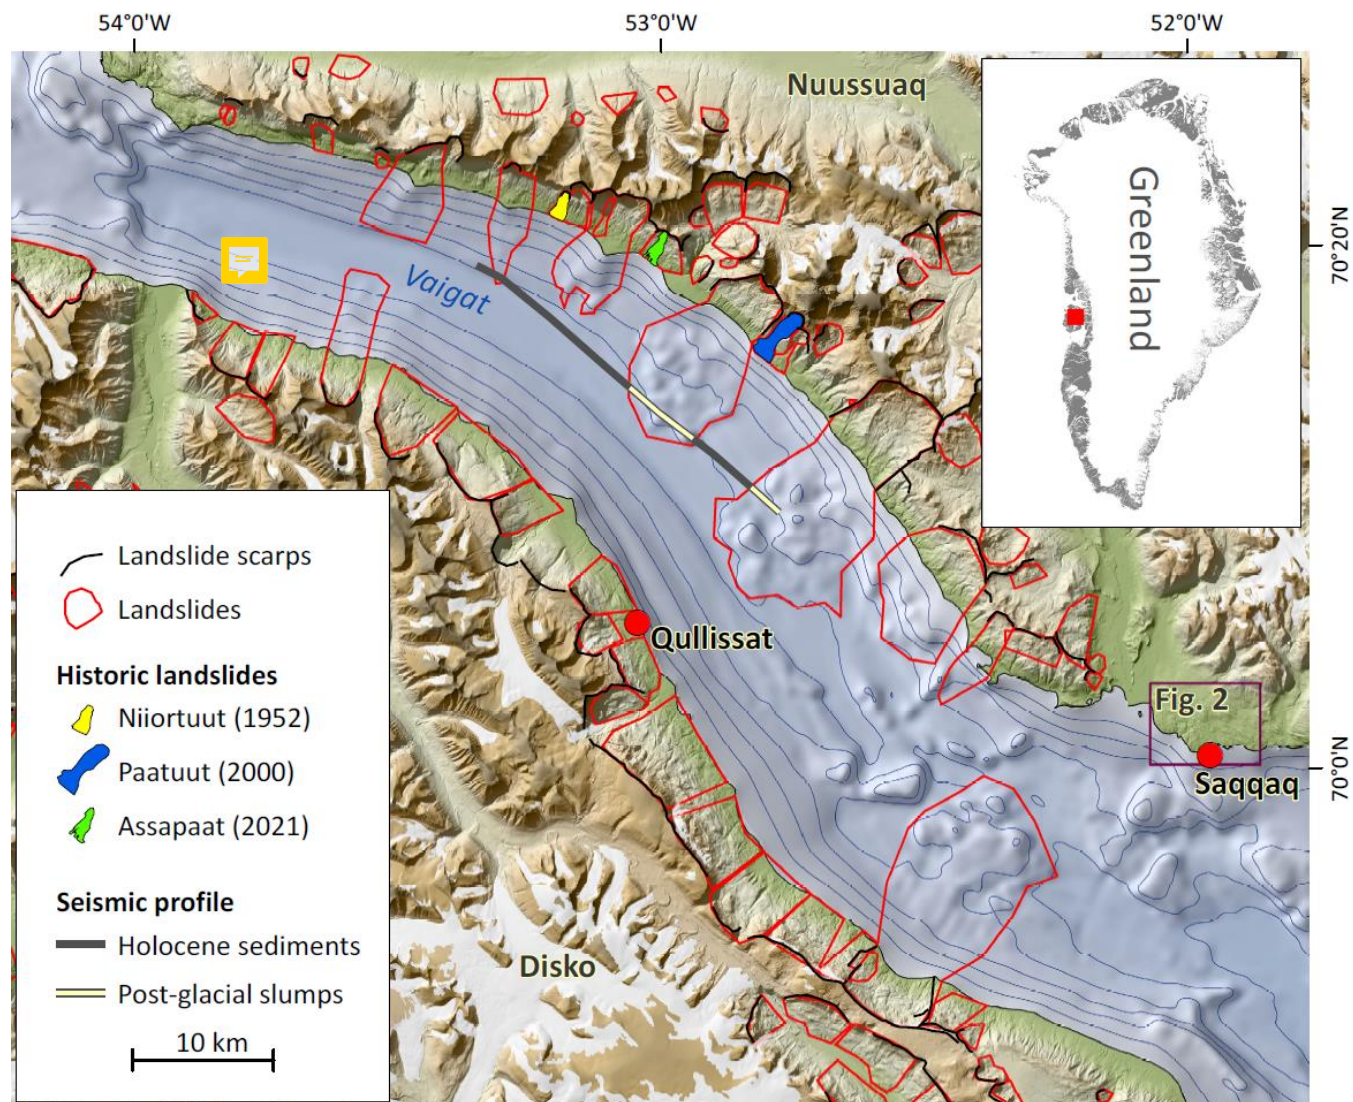 54°0'W
53°0'W
52°0'W
Nuussuaq
Greenland
70°20'N
Vaigat
Landslide scarps
Landslides
Qullissat
Historic landslides
Niiortuut (1952)
Paatuut (2000)
Assapaat (2021)
Fig. 2
Saqqaq
70°0'N
Seismic profile
Holocene sediments
Post-glacial slumps
Disko
10 km